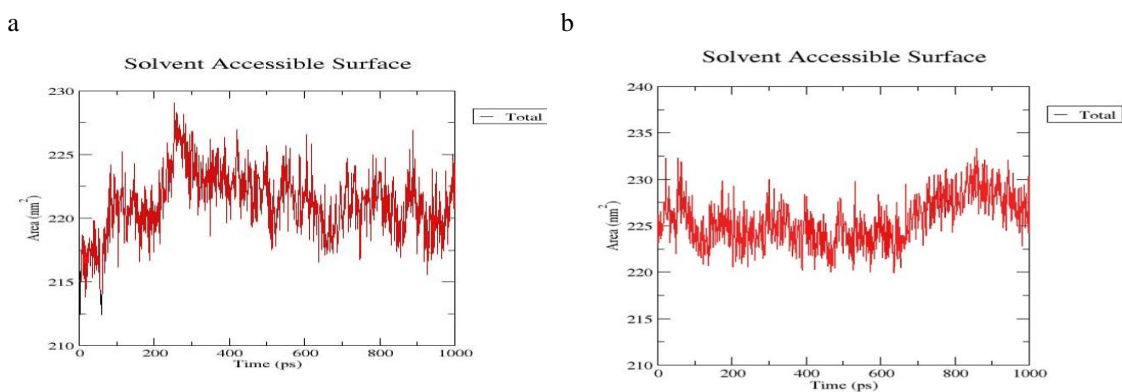 a
Solvent Accessible Surface
230
225
220
215
210
Area (nm²)
0 200 400 600 800 1000
Time (ps)
Total
b
Solvent Accessible Surface
240
235
230
225
220
215
210
Area (nm²)
0 200 400 600 800 1000
Time (ps)
Total